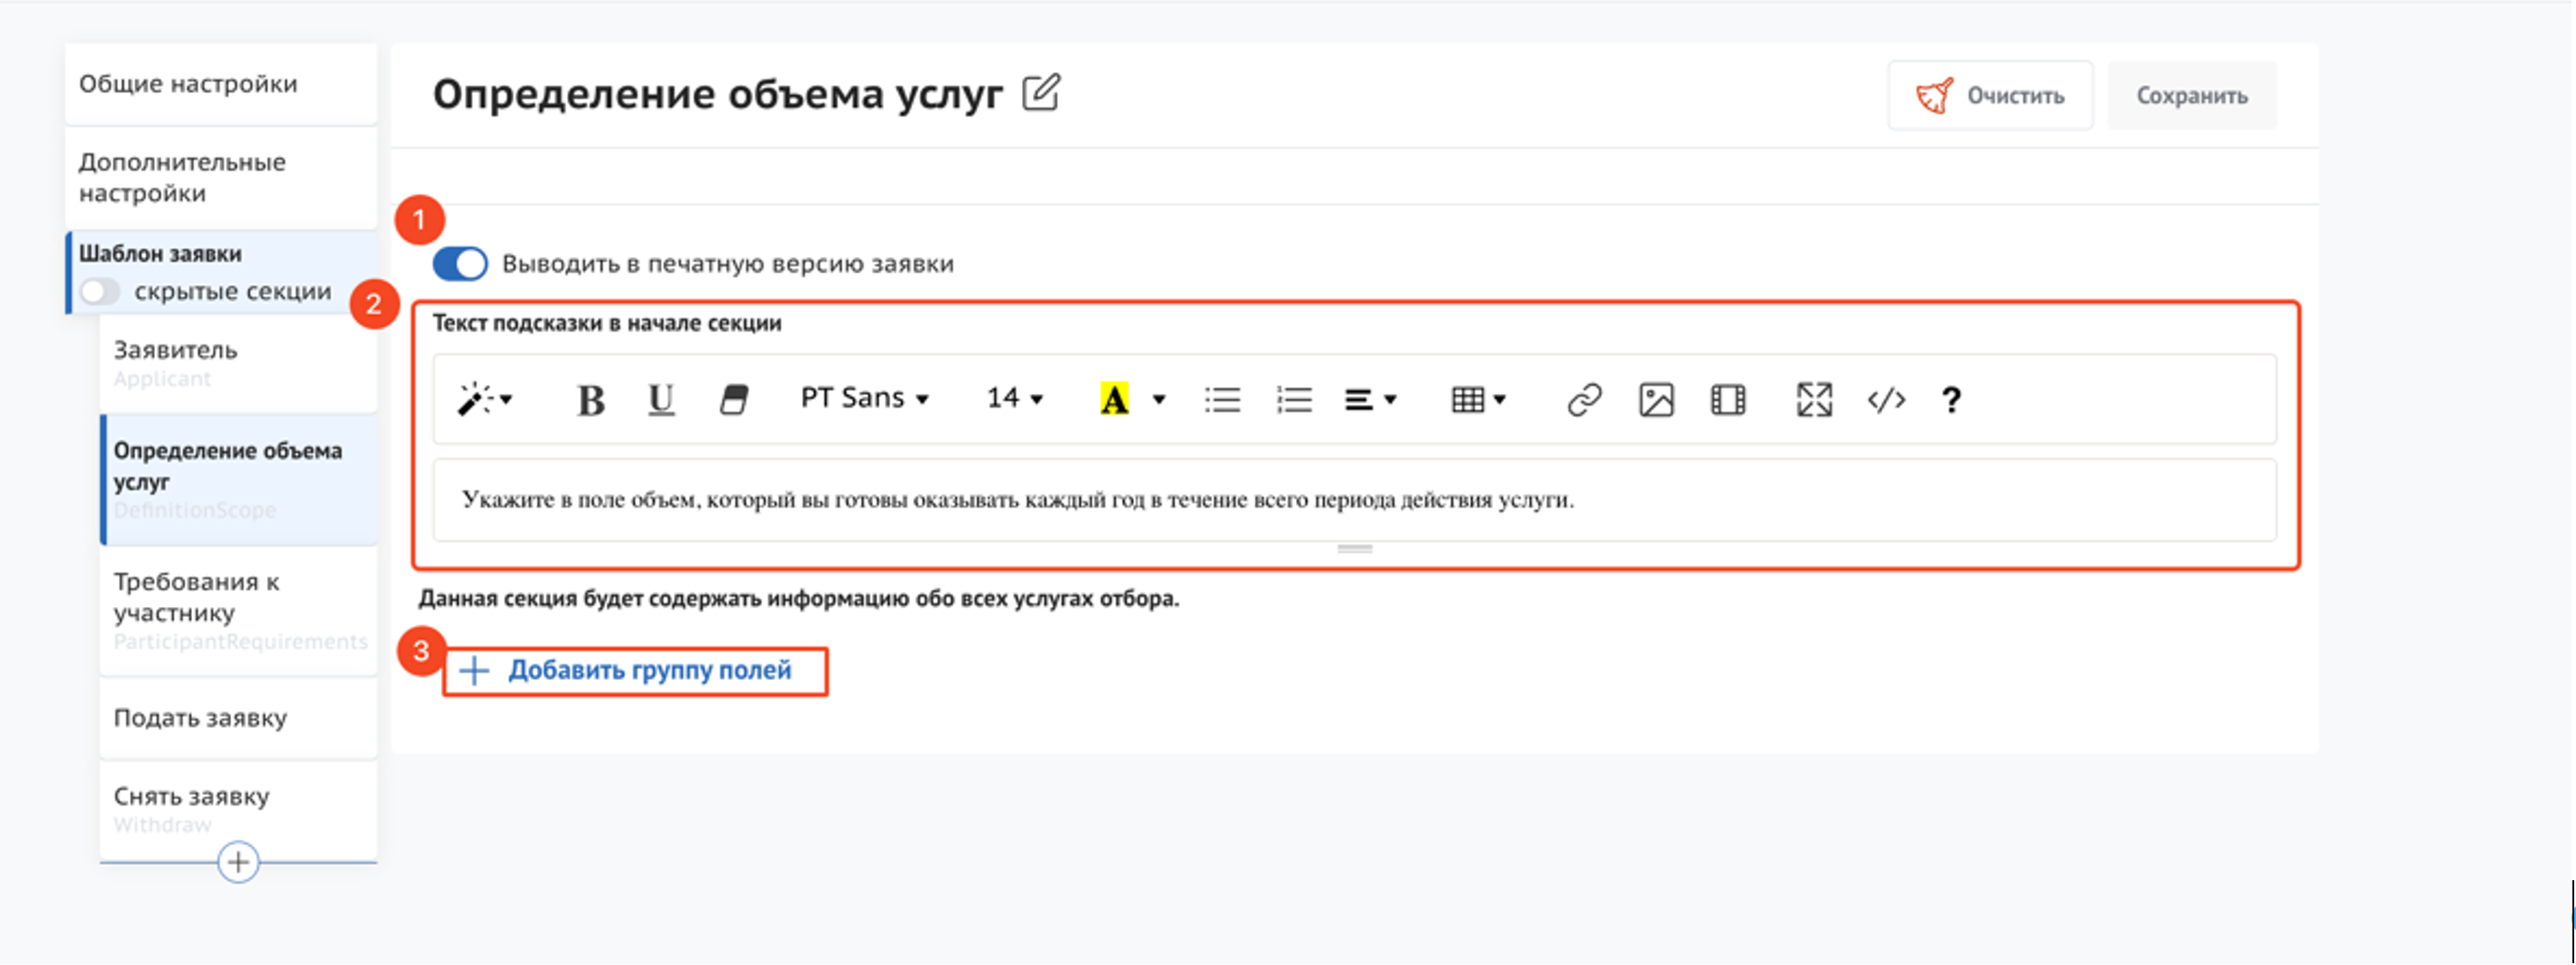 Общие настройки
Дополнительные
настройки
Шаблон заявки
скрытые секции
Заявитель
Applicant
Определение объема
услуг
DefinitionScope
Требования к
участнику
ParticipantRequirements
Подать заявку
Снять заявку
Withdraw
Определение объема услуг
Очистить
Сохранить
1
Выводить в печатную версию заявки
2
Текст подсказки в начале секции
B U PT Sans 14 A </> ?
Укажите в поле объем, который вы готовы оказывать каждый год в течение всего периода действия услуги.
Данная секция будет содержать информацию обо всех услугах отбора.
3
Добавить группу полей